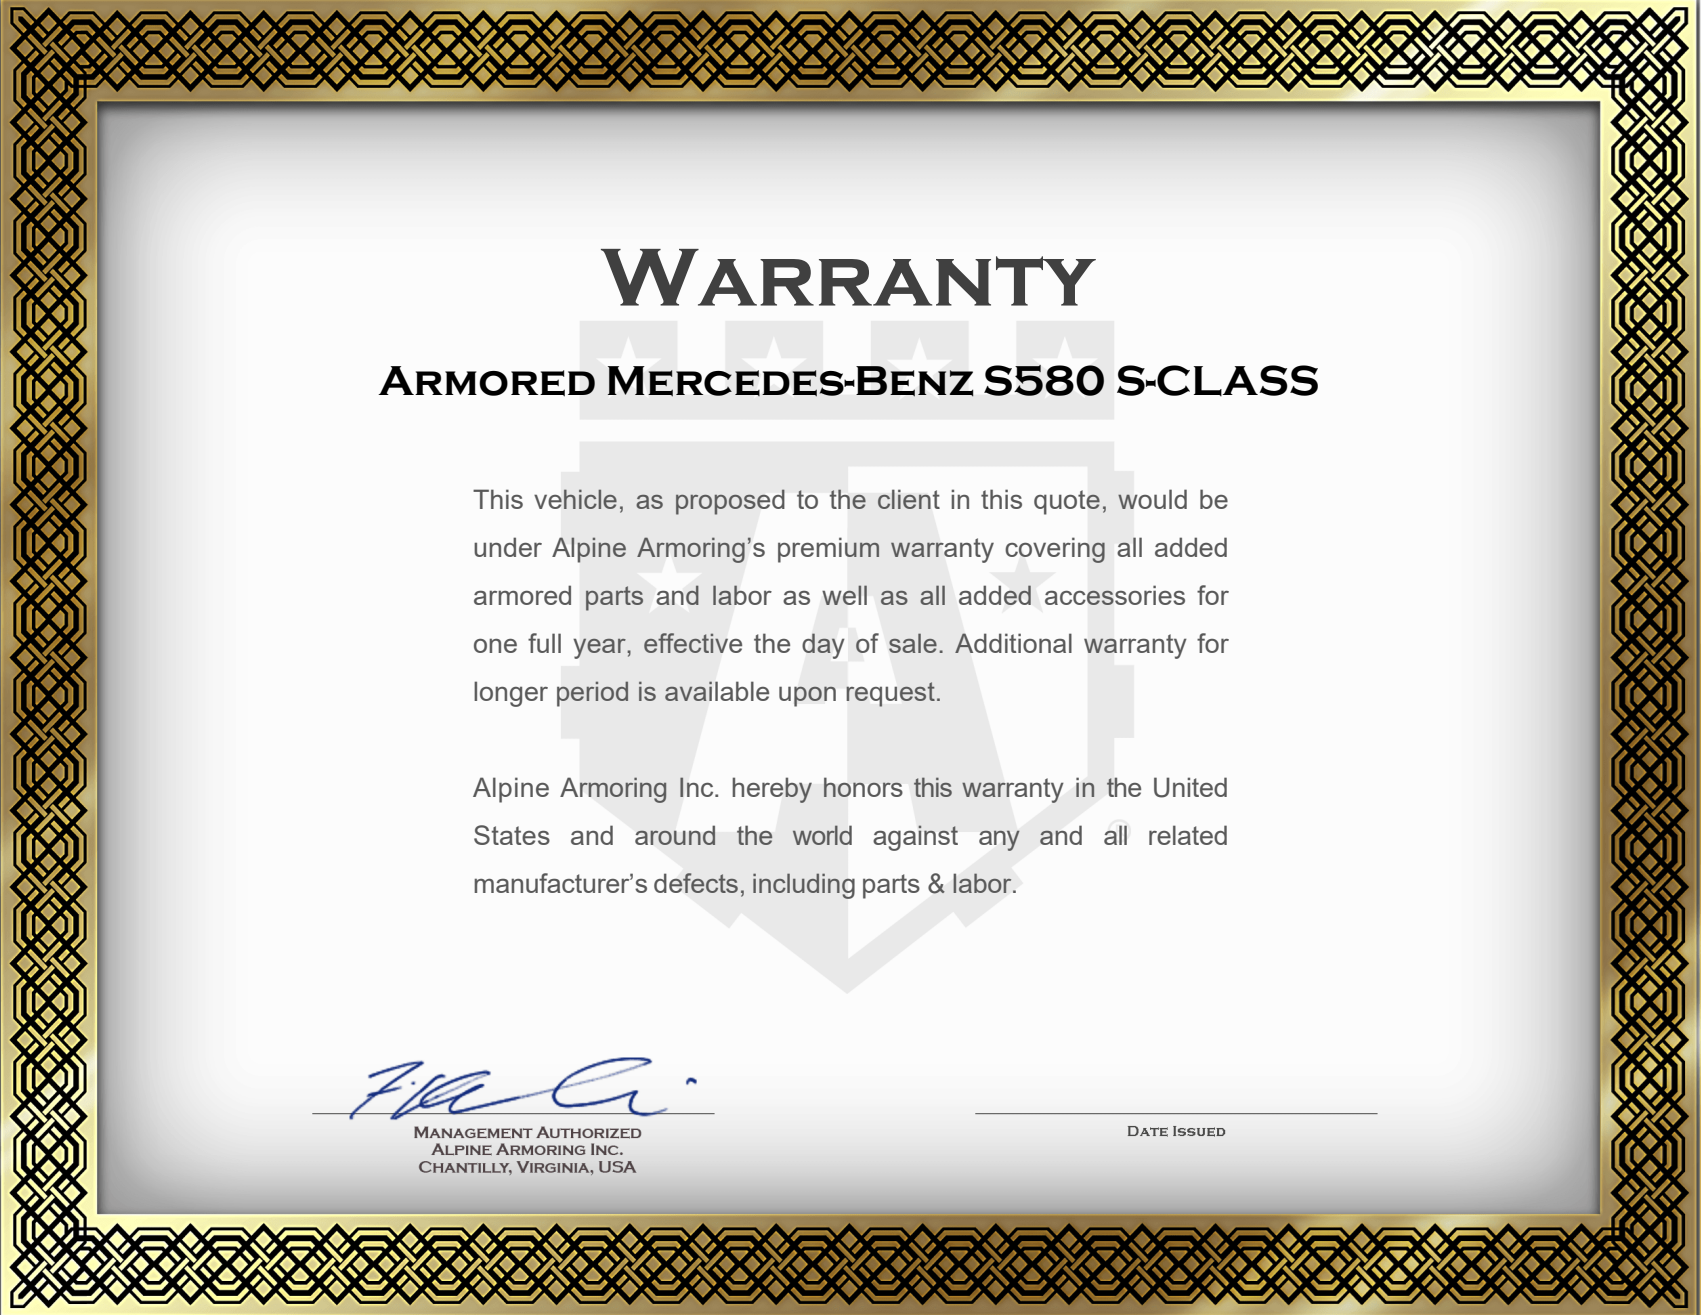 WARRANTY
ARMORED MERCEDES-BENZ S580 S-CLASS
This vehicle, as proposed to the client in this quote, would be
under Alpine Armoring’s premium warranty covering all added
armored parts and labor as well as all added accessories for
one full year, effective the day of sale. Additional warranty for
longer period is available upon request.
Alpine Armoring Inc. hereby honors this warranty in the United
States and around the world against any and all related
manufacturer’s defects, including parts & labor.
®
MANAGEMENT AUTHORIZED
ALPINE ARMORING INC.
CHANTILLY, VIRGINIA, USA
DATE ISSUED